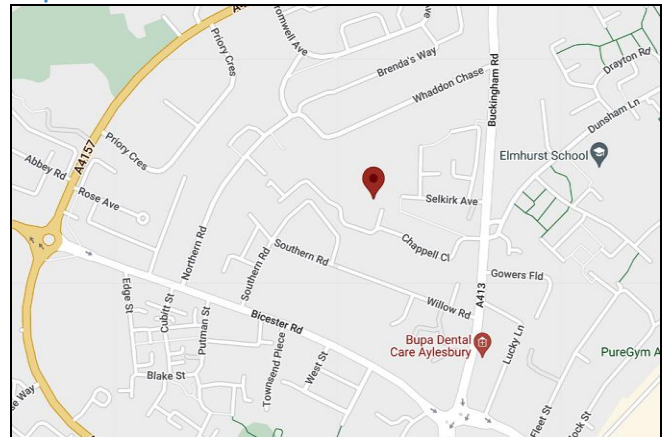 Priory Cres
Cromwell Ave
Brenda's Way
Whaddon Chase
Buckingham Rd
Drayton Rd
Dunsham Ln
Elmhurst School
A4157
Priory Cres
Abbey Rd
Rose Ave
Selkirk Ave
Northern Rd
Southern Rd
Southern Rd
Chappell Cl
Gowers Fld
Willow Rd
A413
Edge St
Cubitt St
Putman St
Bicester Rd
Bupa Dental
Care Aylesbury
Lucky Ln
PureGym A
Townsend Piece
West St
Blake St
Fleet St
ock St
e Way